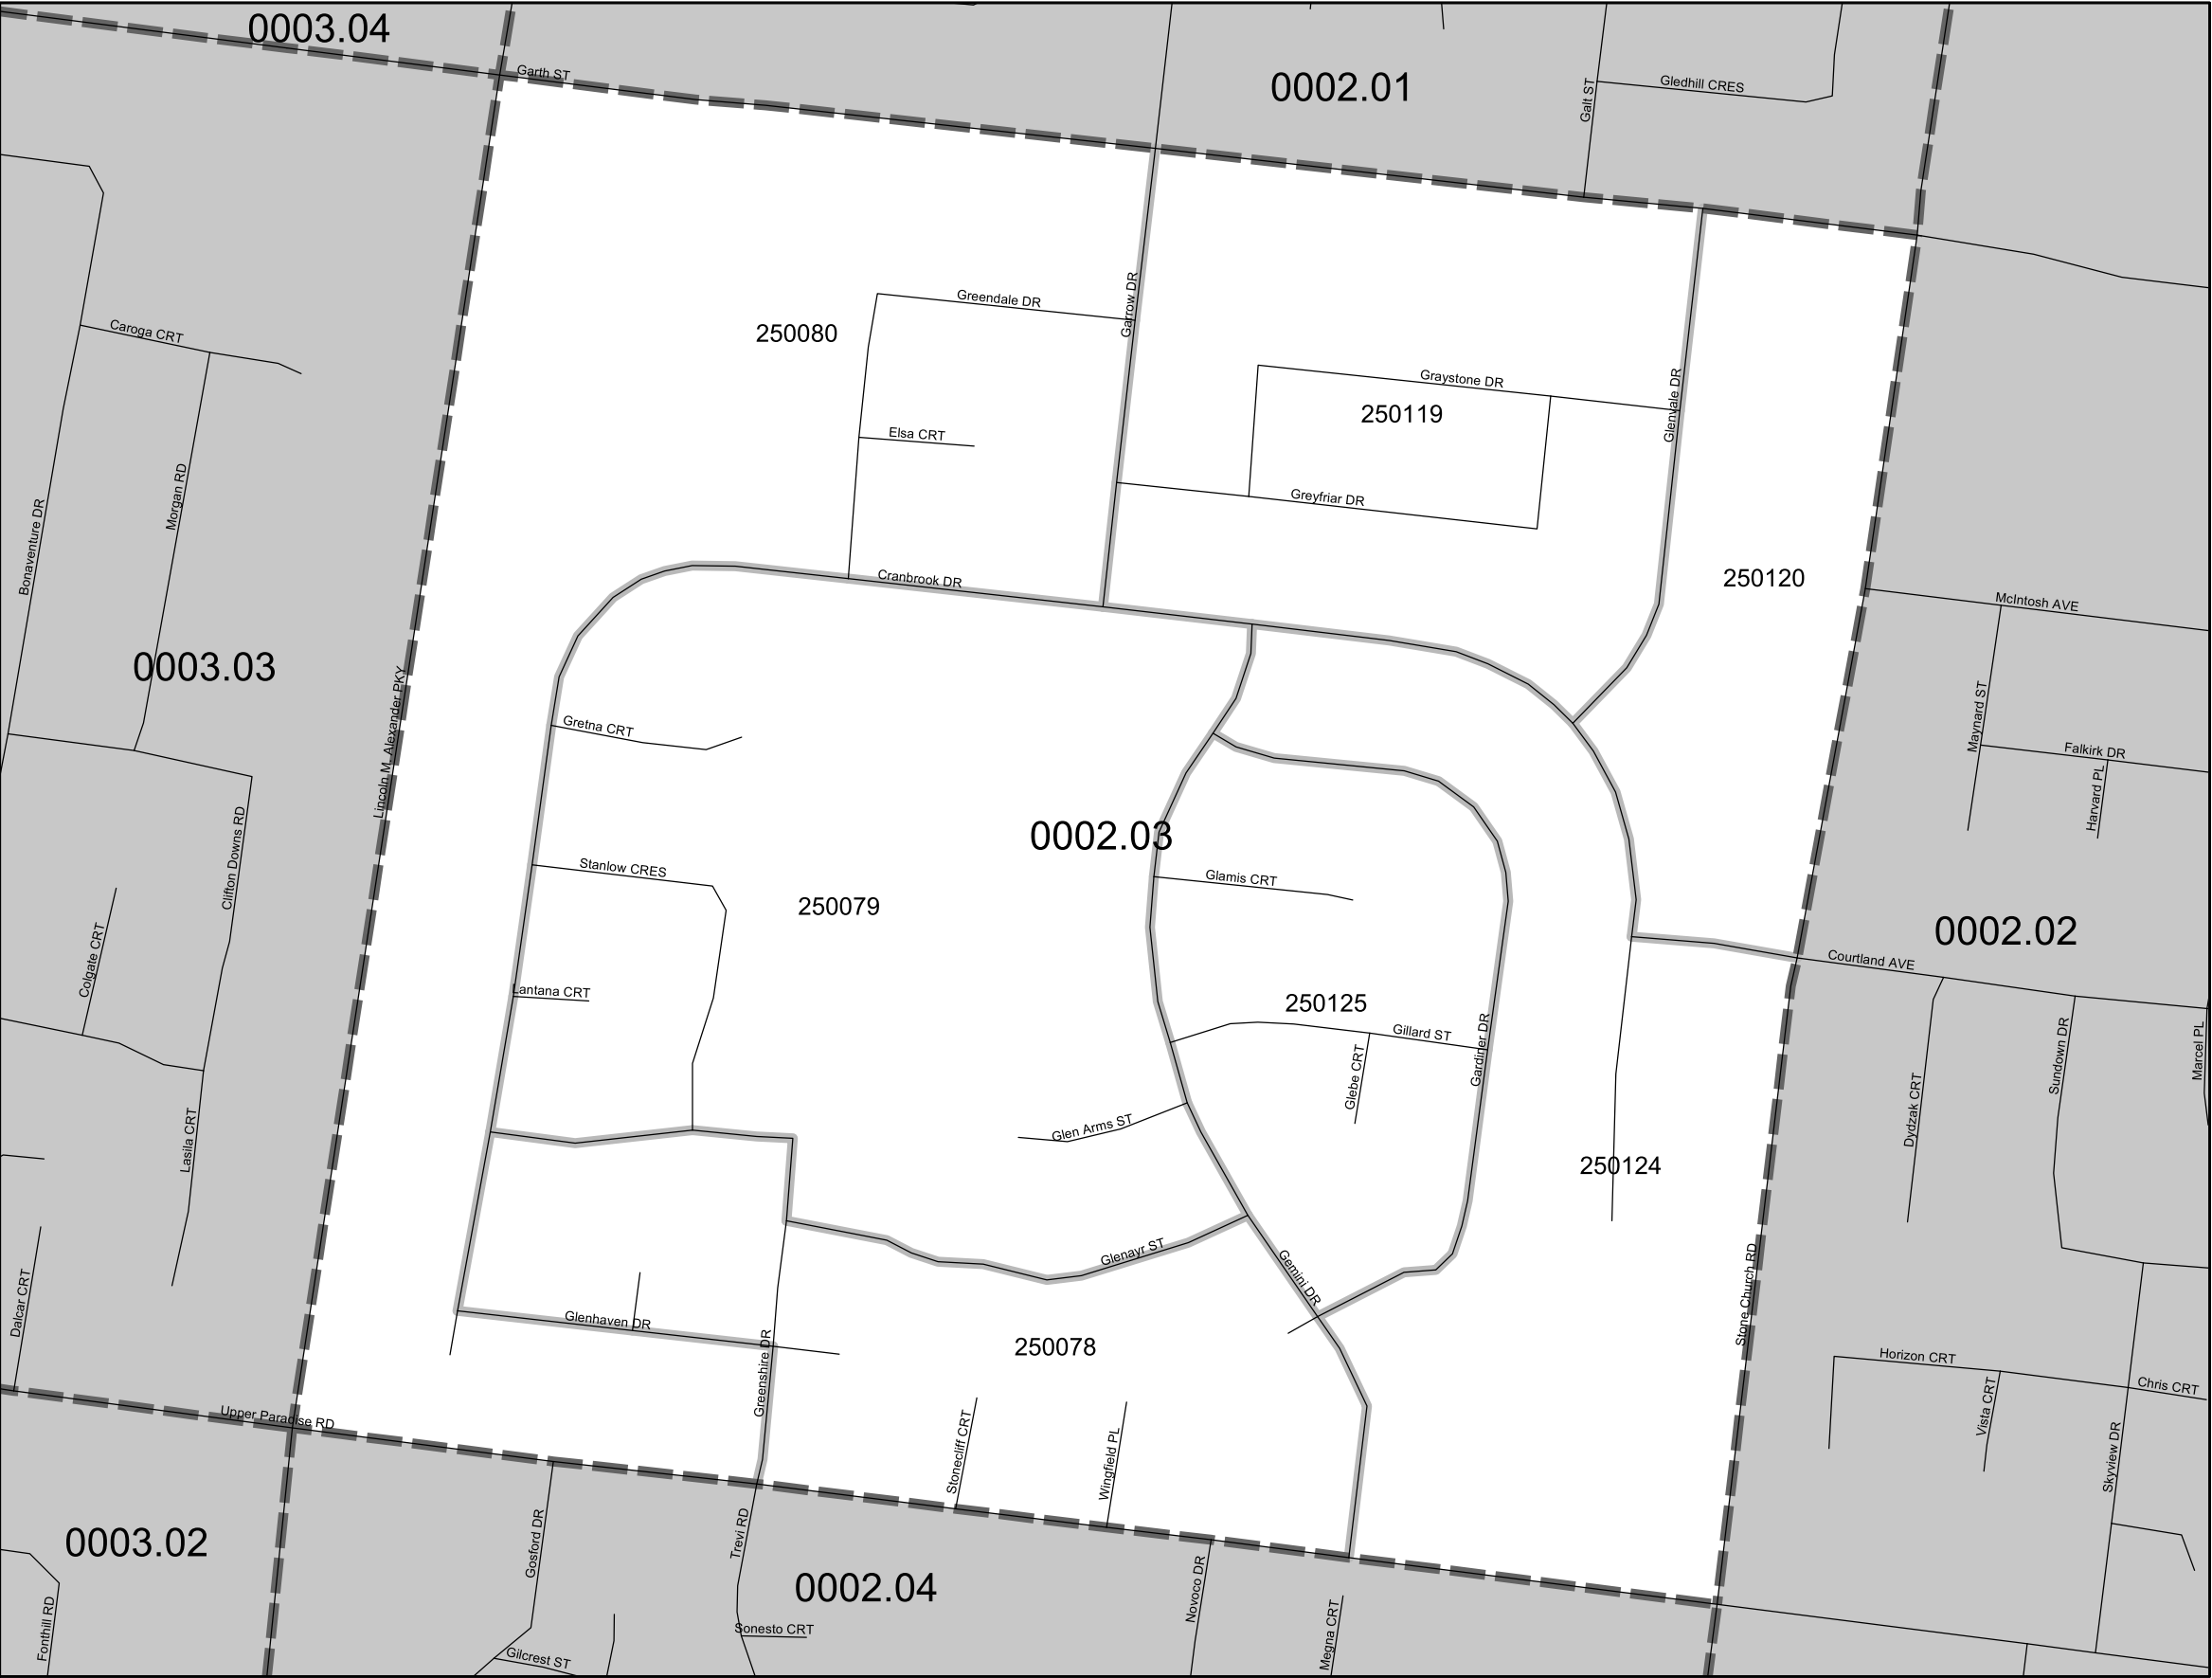 0003.04
Garth ST
0002.01
Galt ST
Gledhill CRES
Greendale DR
Garrow DR
250080
Caroga CRT
Graystone DR
250119
Glenvale DR
Elsa CRT
Morgan RD
Greyfriar DR
Bonaventure DR
Cranbrook DR
250120
McIntosh AVE
0003.03
Lincoln M. Alexander PKY
Gretna CRT
Maynard ST
Falkirk DR
Harvard PL
0002.03
Clifton Downs RD
Stanlow CRES
Glamis CRT
250079
0002.02
Courtland AVE
Colgate CRT
Lantana CRT
250125
Gillard ST
Gardiner DR
Glebe CRT
Sundown DR
Marcel PL
Dydzak CRT
Lasila CRT
Glen Arms ST
250124
Glenayr ST
Gemini DR
Stone Church RD
Dalcar CRT
Glenhaven DR
Greenshire DR
250078
Horizon CRT
Chris CRT
Vista CRT
Upper Paradise RD
Stonecliff CRT
Wingfield PL
Skyview DR
0003.02
Gosford DR
Trevi RD
0002.04
Novoco DR
Fonthill RD
Sonesto CRT
Megna CRT
Gilcrest ST